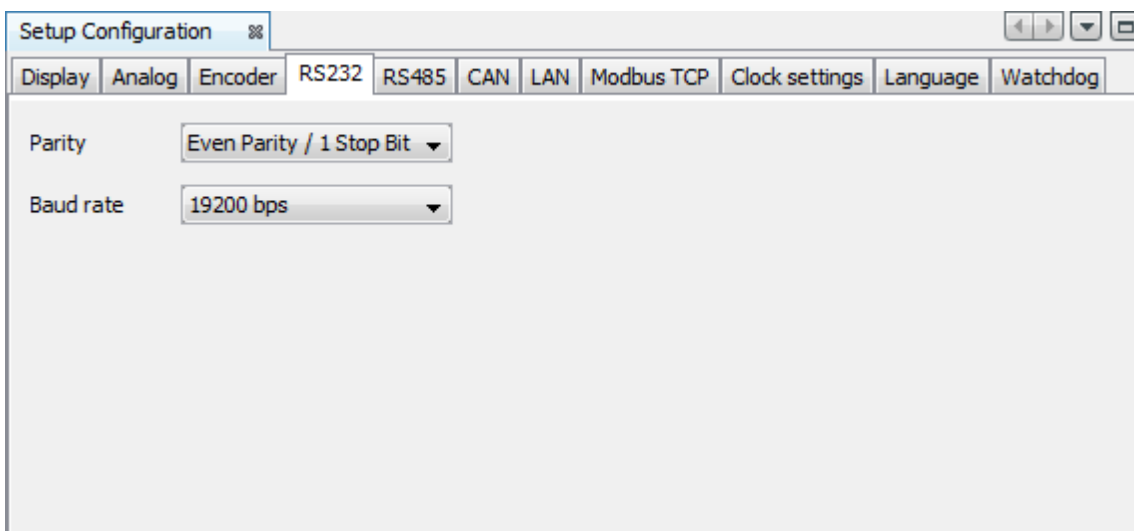 Setup Configuration
Display Analog Encoder RS232 RS485 CAN LAN Modbus TCP Clock settings Language Watchdog
Parity Even Parity / 1 Stop Bit
Baud rate 19200 bps